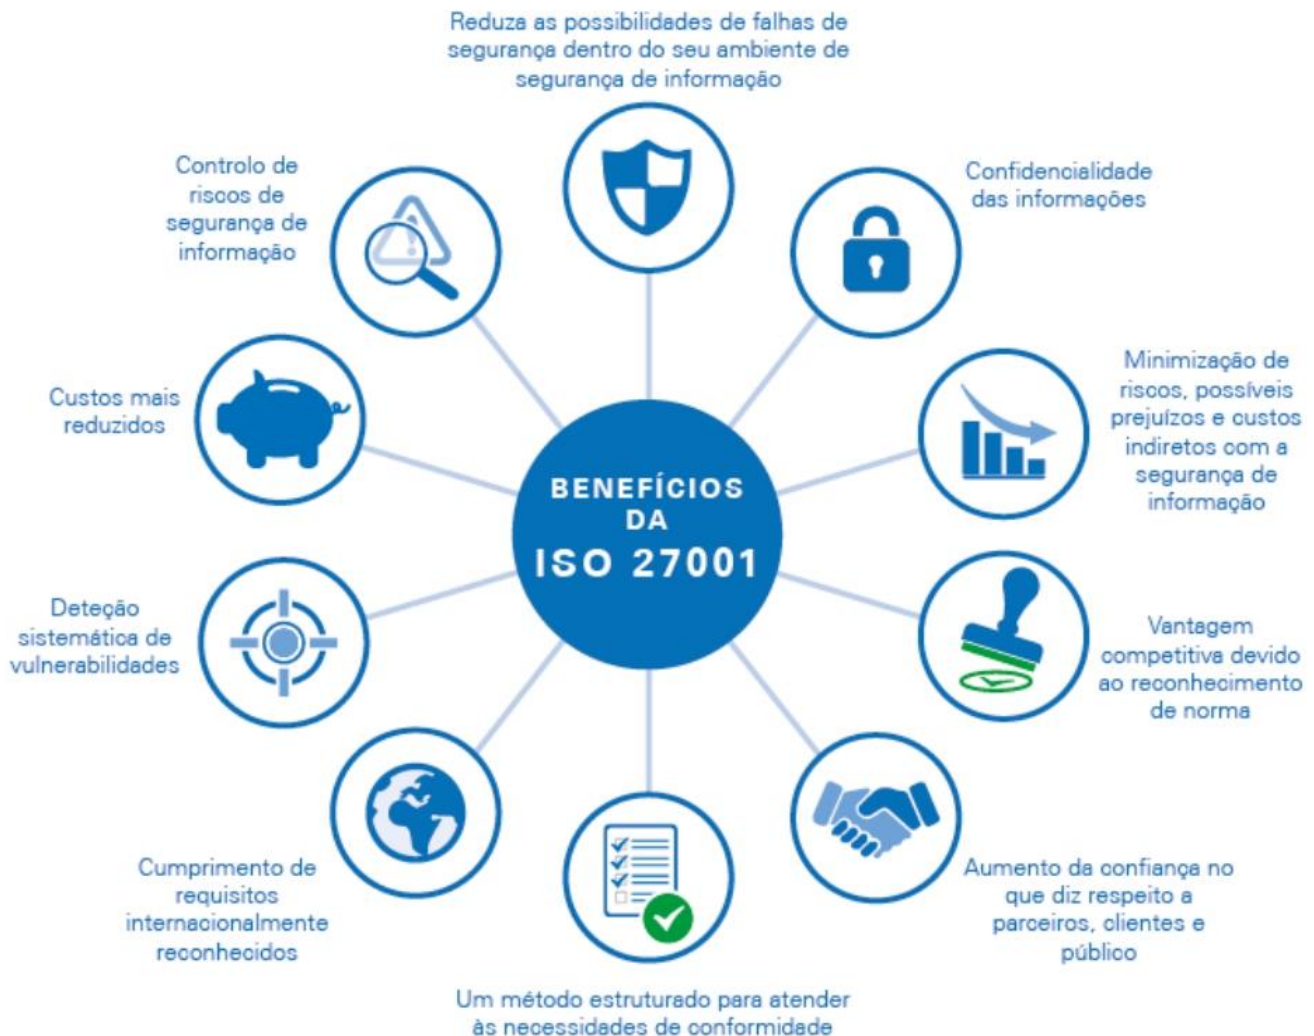 Reduza as possibilidades de falhas de
segurança dentro do seu ambiente de
segurança de informação
Controlo de
riscos de
segurança de
informação
Confidencialidade
das informações
Custos mais
reduzidos
Minimização de
riscos, possíveis
prejuízos e custos
indiretos com a
segurança de
informação
BENEFÍCIOS
DA
ISO 27001
Deteção
sistemática de
vulnerabilidades
Vantagem
competitiva devido
ao reconhecimento
de norma
Cumprimento de
requisitos
internacionalmente
reconhecidos
Aumento da confiança no
que diz respeito a
parceiros, clientes e
público
Um método estruturado para atender
às necessidades de conformidade